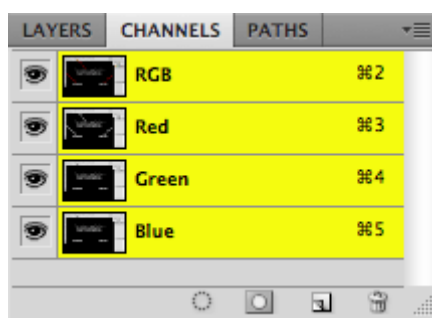 LAYERS CHANNELS PATHS
RGB ⌘2
Red ⌘3
Green ⌘4
Blue ⌘5